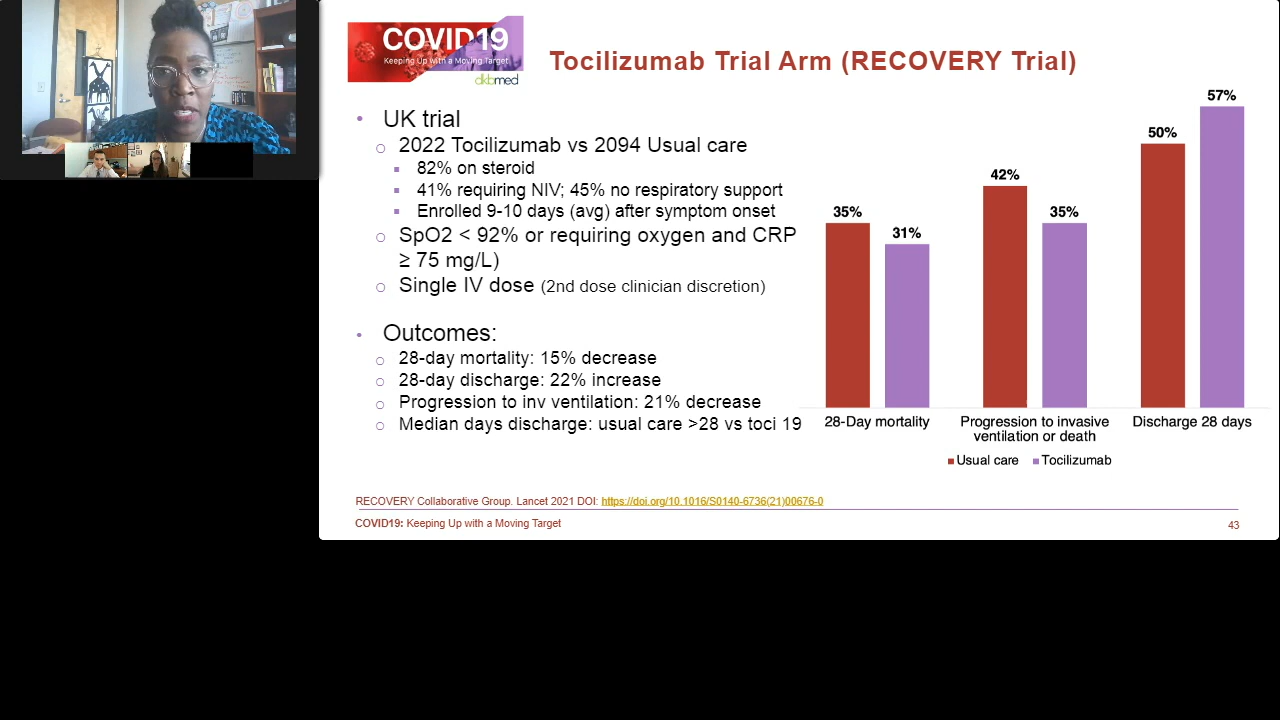 COVID19
Keeping Up with a Moving Target
dkbmed
Tocilizumab Trial Arm (RECOVERY Trial)
• UK trial
o 2022 Tocilizumab vs 2094 Usual care
▪ 82% on steroid
▪ 41% requiring NIV; 45% no respiratory support
▪ Enrolled 9-10 days (avg) after symptom onset
o SpO2 < 92% or requiring oxygen and CRP
≥ 75 mg/L)
o Single IV dose (2nd dose clinician discretion)
• Outcomes:
o 28-day mortality: 15% decrease
o 28-day discharge: 22% increase
o Progression to inv ventilation: 21% decrease
o Median days discharge: usual care >28 vs toci 19
35%
31%
42%
35%
50%
57%
28-Day mortality
Progression to invasive
ventilation or death
Discharge 28 days
Usual care
Tocilizumab
RECOVERY Collaborative Group. Lancet 2021 DOI: https://doi.org/10.1016/S0140-6736(21)00676-0
COVID19: Keeping Up with a Moving Target
43